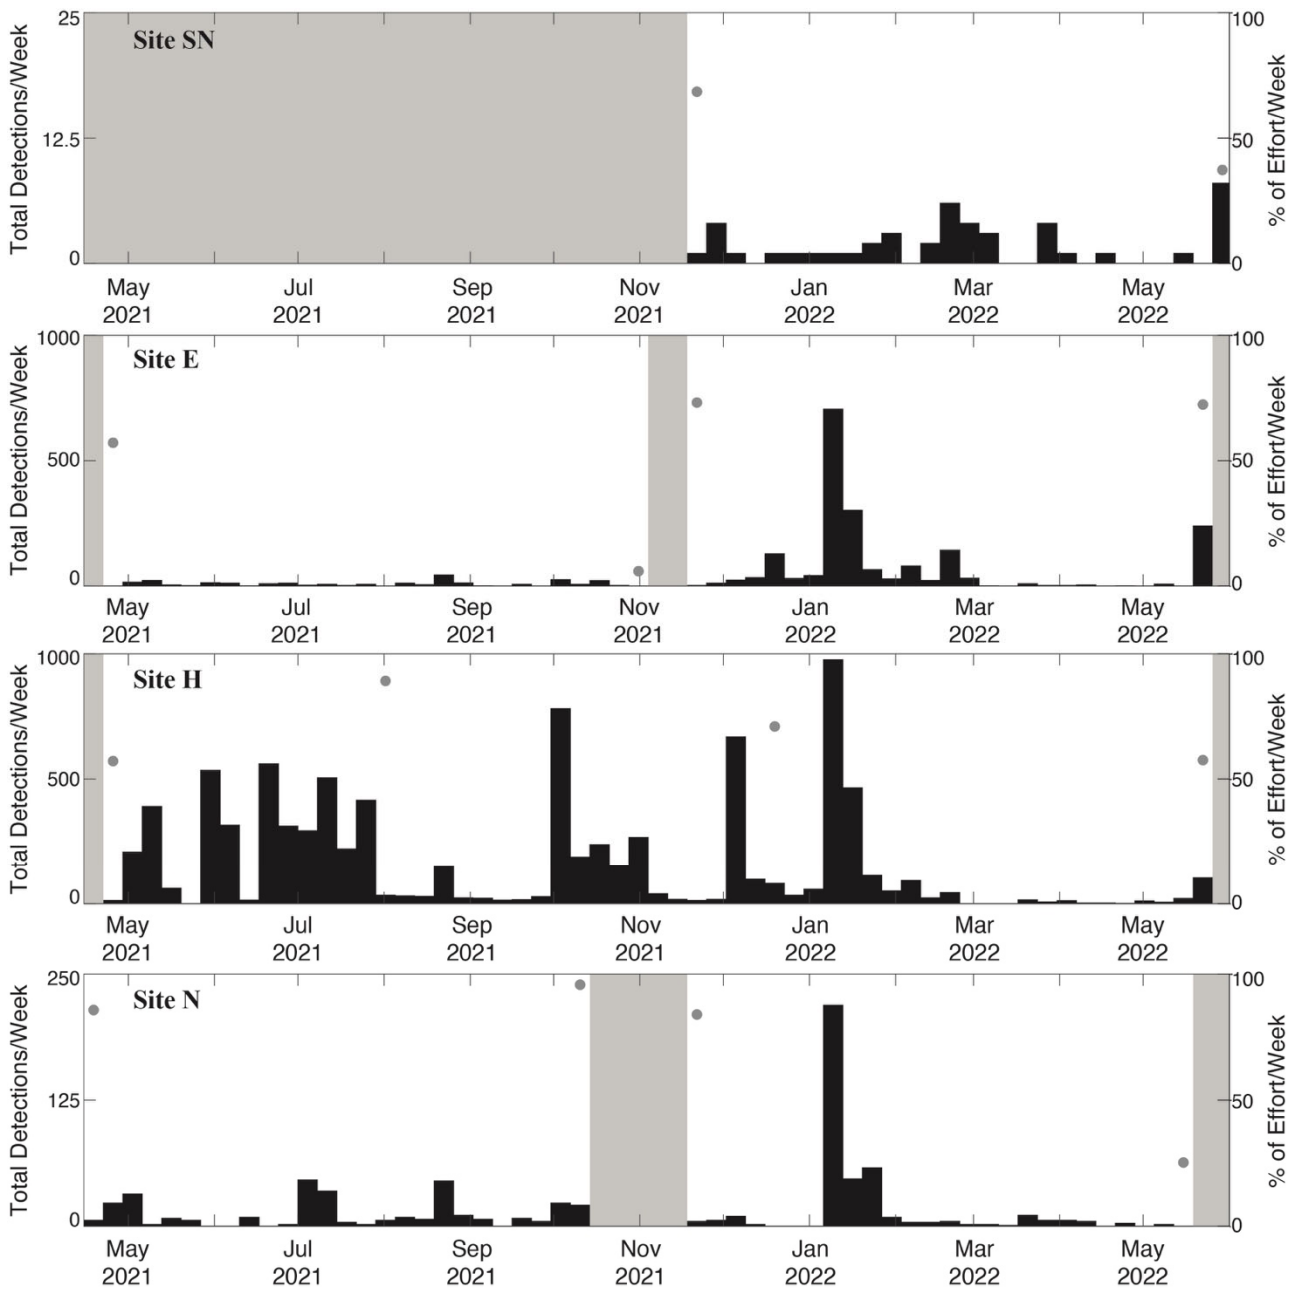 Site SN
Total Detections/Week
% of Effort/Week
25
12.5
0
100
50
0
May Jul Sep Nov Jan Mar May
2021 2021 2021 2021 2022 2022 2022
Site E
Total Detections/Week
% of Effort/Week
1000
500
0
100
50
0
May Jul Sep Nov Jan Mar May
2021 2021 2021 2021 2022 2022 2022
Site H
Total Detections/Week
% of Effort/Week
1000
500
0
100
50
0
May Jul Sep Nov Jan Mar May
2021 2021 2021 2021 2022 2022 2022
Site N
Total Detections/Week
% of Effort/Week
250
125
0
100
50
0
May Jul Sep Nov Jan Mar May
2021 2021 2021 2021 2022 2022 2022